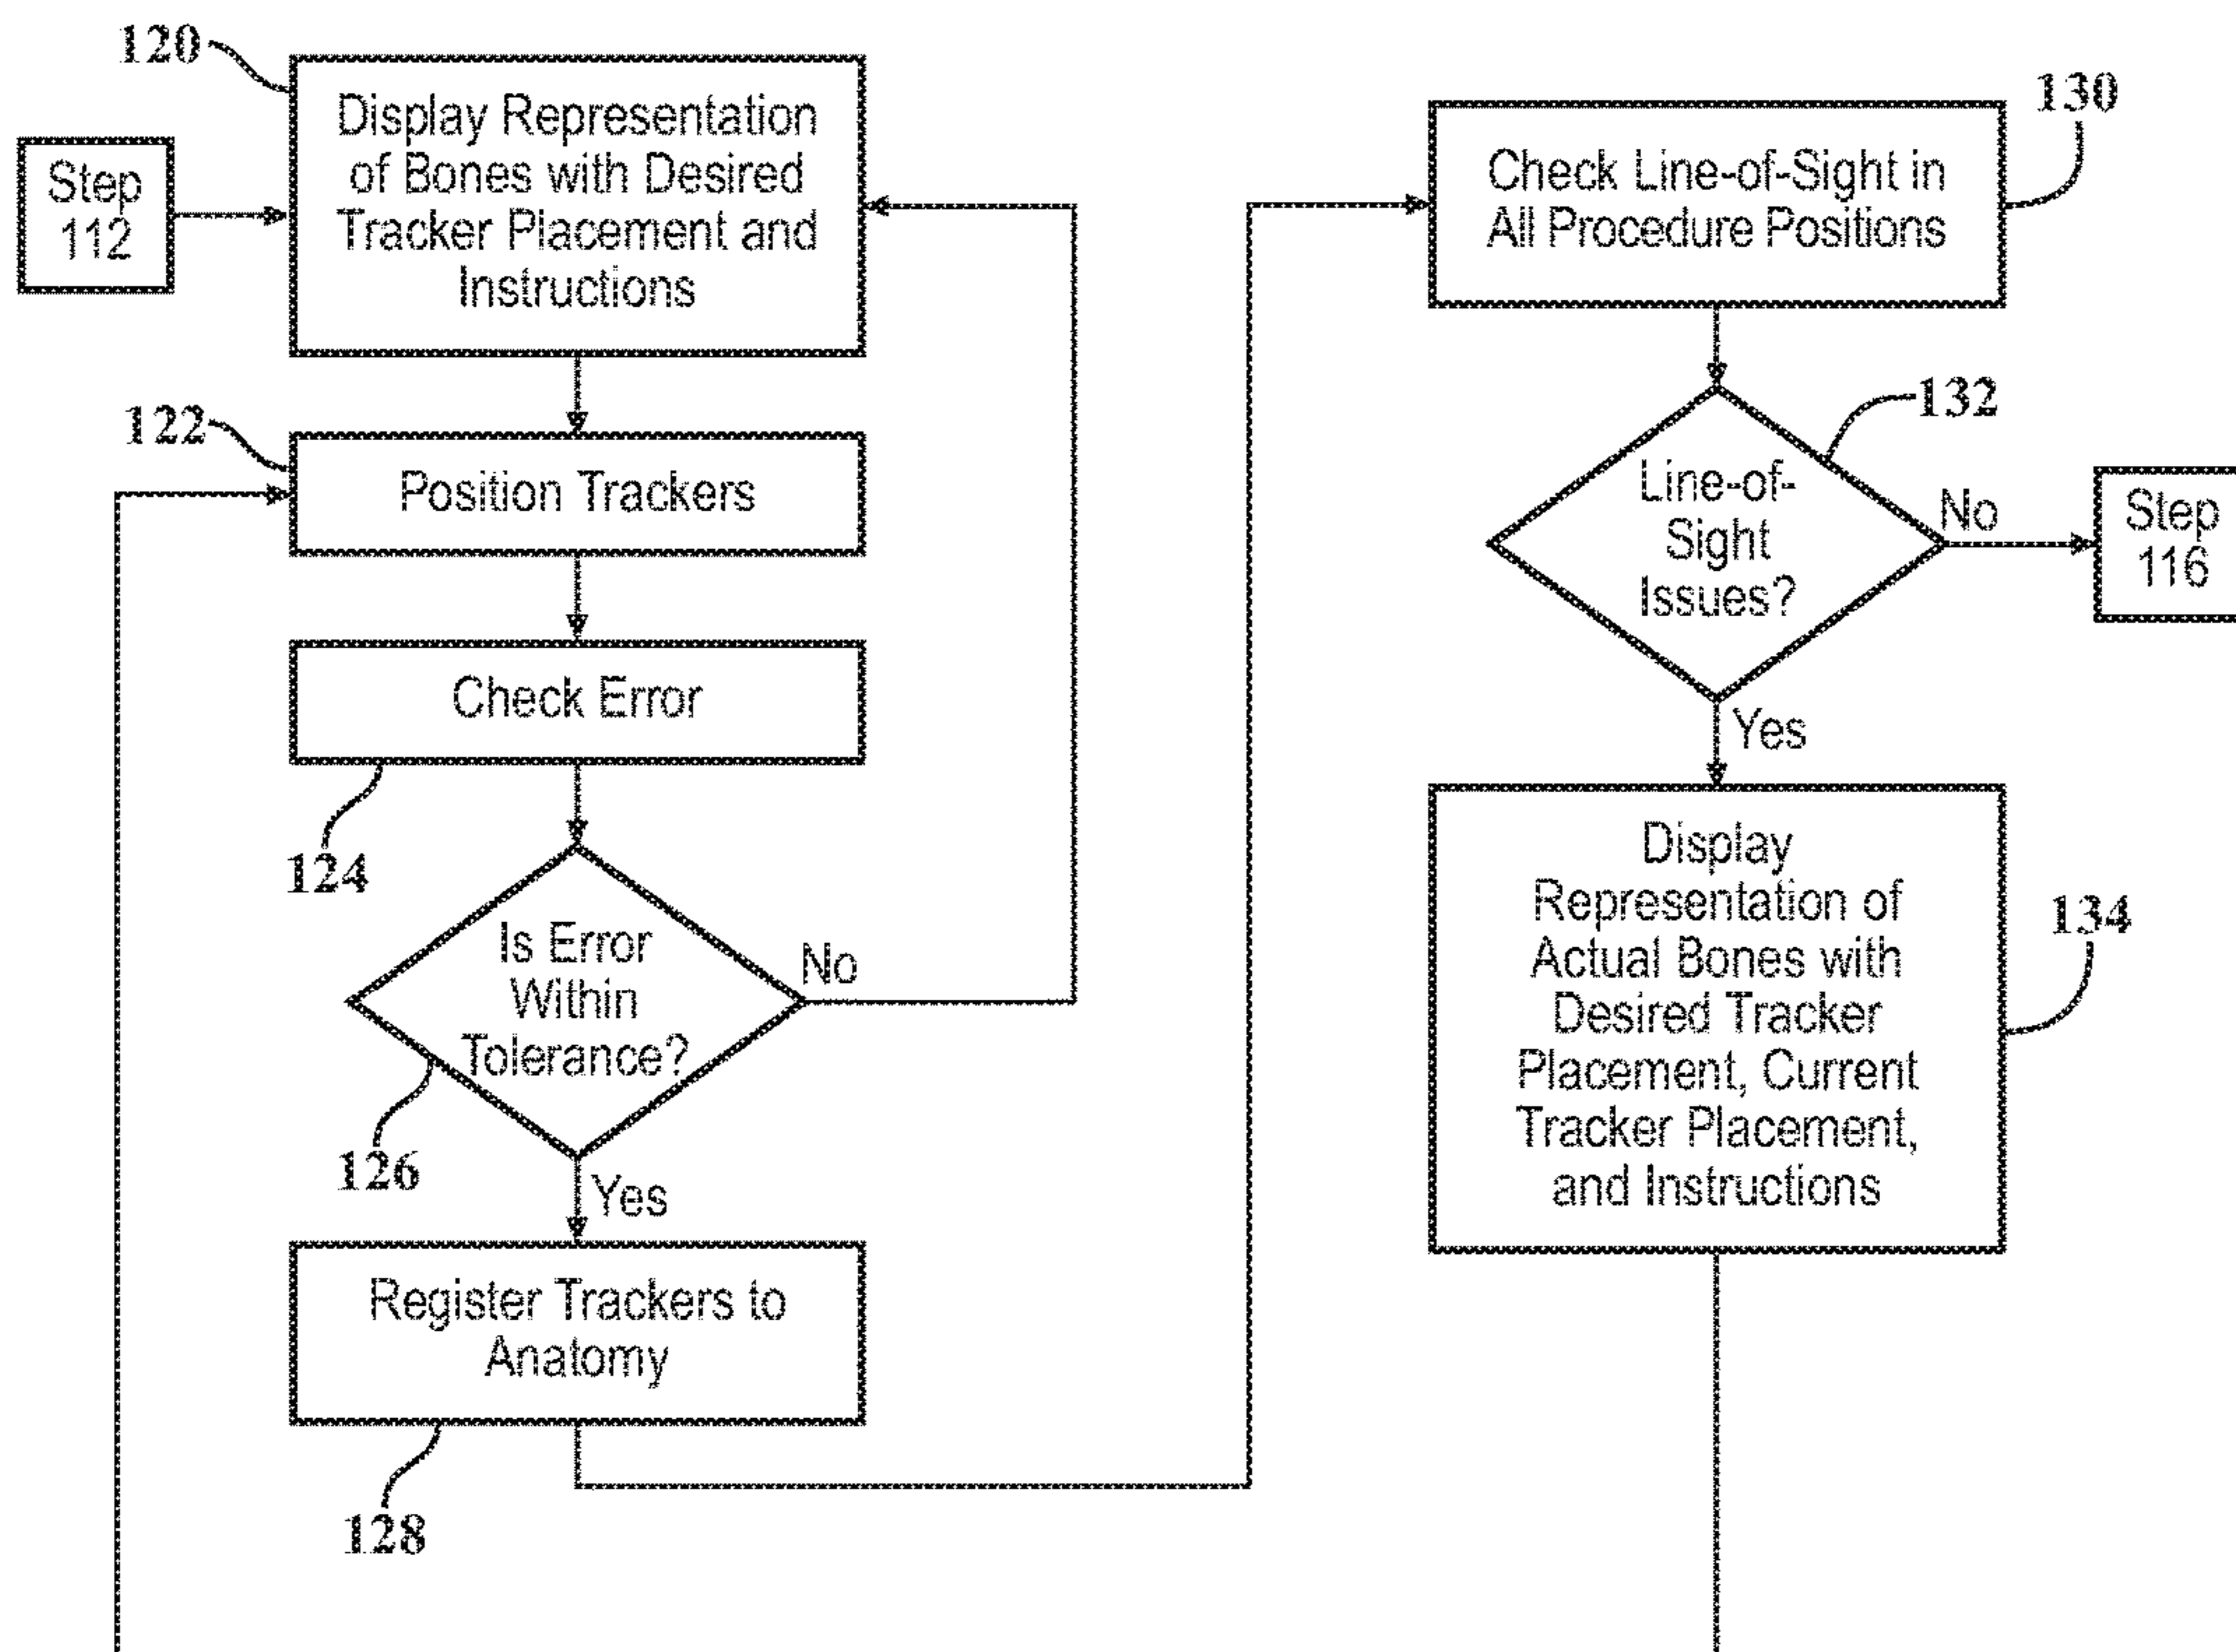 120
Step
112
Display Representation
of Bones with Desired
Tracker Placement and
Instructions
122
Position Trackers
Check Error
124
Is Error
Within
Tolerance?
No
126
Yes
Register Trackers to
Anatomy
128
130
Check Line-of-Sight in
All Procedure Positions
132
Line-of-
Sight
Issues?
No
Step
116
Yes
Display
Representation of
Actual Bones with
Desired Tracker
Placement, Current
Tracker Placement,
and Instructions
134